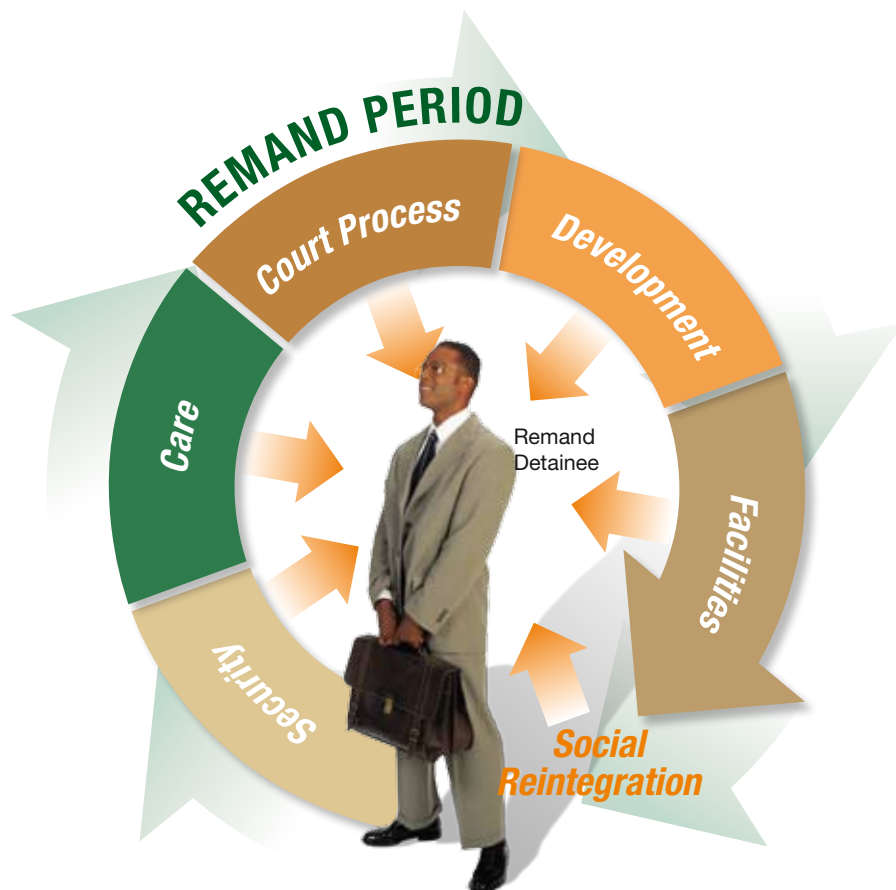 REMAND PERIOD
Court Process
Development
Care
Remand
Detainee
Facilities
Security
Social
Reintegration